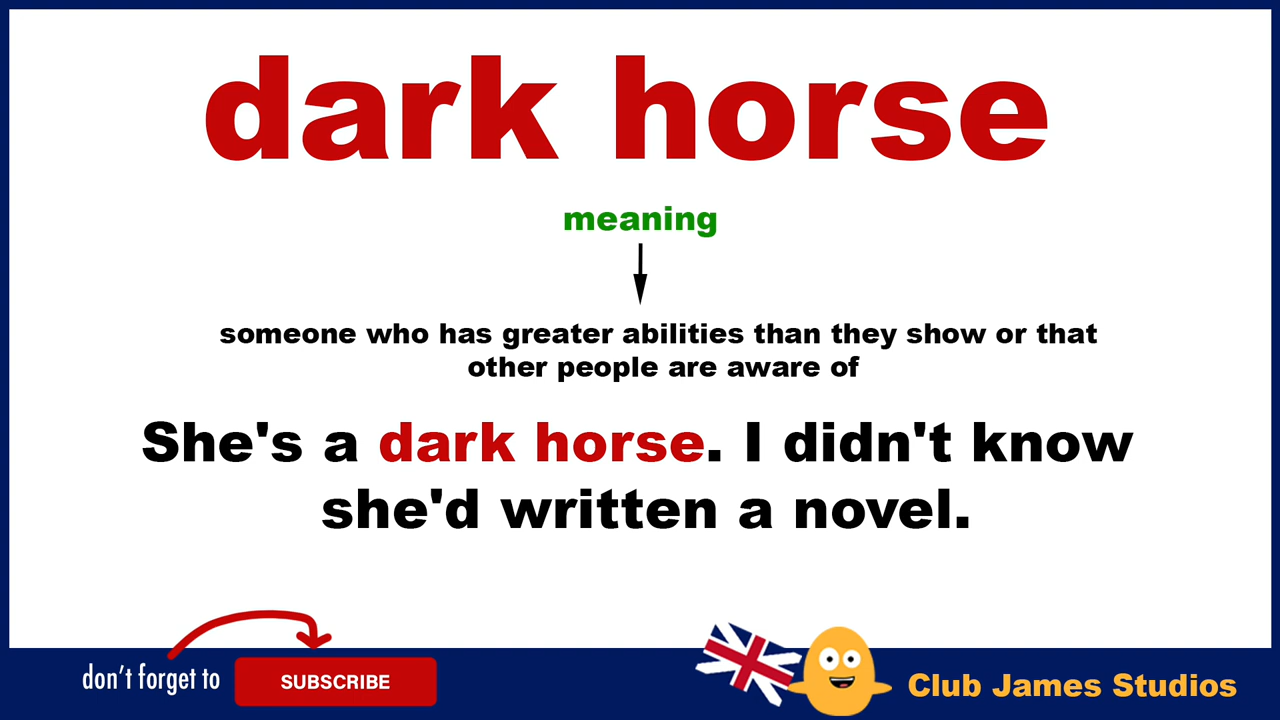 dark horse
meaning
someone who has greater abilities than they show or that
other people are aware of
She's a dark horse. I didn't know
she'd written a novel.
don't forget to
SUBSCRIBE
Club James Studios